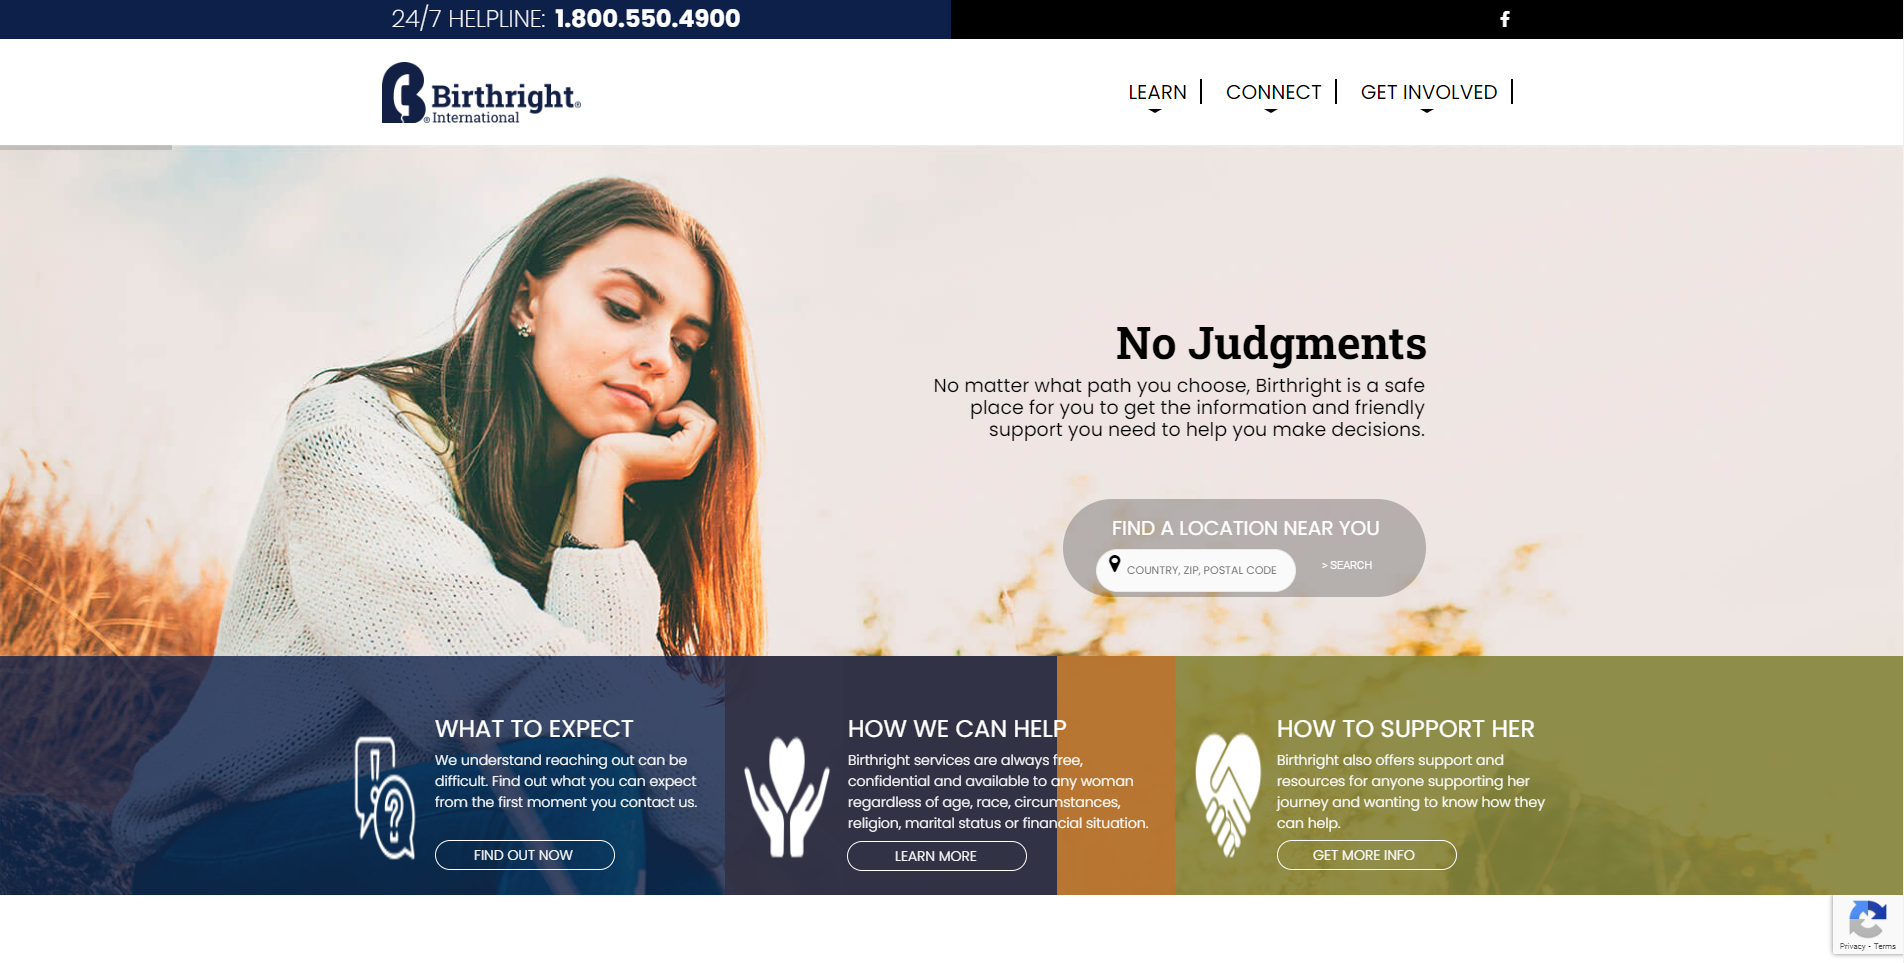 24/7 HELPLINE: 1.800.550.4900
Birthright®
® International
LEARN
CONNECT
GET INVOLVED
No Judgments
No matter what path you choose, Birthright is a safe
place for you to get the information and friendly
support you need to help you make decisions.
FIND A LOCATION NEAR YOU
COUNTRY, ZIP, POSTAL CODE
> SEARCH
WHAT TO EXPECT
We understand reaching out can be
difficult. Find out what you can expect
from the first moment you contact us.
FIND OUT NOW
HOW WE CAN HELP
Birthright services are always free,
confidential and available to any woman
regardless of age, race, circumstances,
religion, marital status or financial situation.
LEARN MORE
HOW TO SUPPORT HER
Birthright also offers support and
resources for anyone supporting her
journey and wanting to know how they
can help.
GET MORE INFO
Privacy - Terms